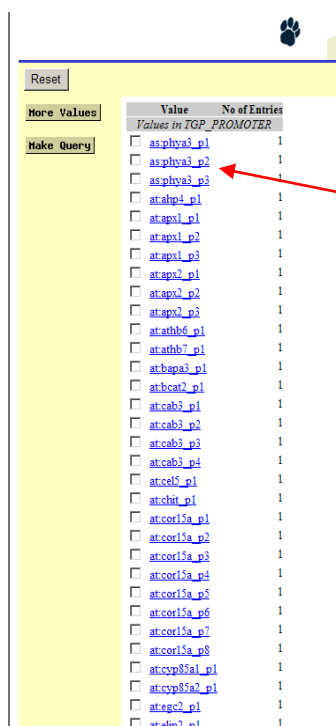 Reset
More Values
Make Query
Value No of Entries
Values in TGP_PROMOTER
as:phya3_p1 1
as:phya3_p2 1
as:phya3_p3 1
at:ahp4_p1 1
at:apx1_p1 1
at:apx1_p2 1
at:apx1_p3 1
at:apx2_p1 1
at:apx2_p2 1
at:apx2_p3 1
at:athb6_p1 1
at:athb7_p1 1
at:bapa3_p1 1
at:bcat2_p1 1
at:cab3_p1 1
at:cab3_p2 1
at:cab3_p3 1
at:cab3_p4 1
at:cel5_p1 1
at:chit_p1 1
at:cor15a_p1 1
at:cor15a_p2 1
at:cor15a_p3 1
at:cor15a_p4 1
at:cor15a_p5 1
at:cor15a_p6 1
at:cor15a_p7 1
at:cor15a_p8 1
at:cyp85a1_p1 1
at:cyp85a2_p1 1
at:egc2_p1 1
at:elip2_p1 1